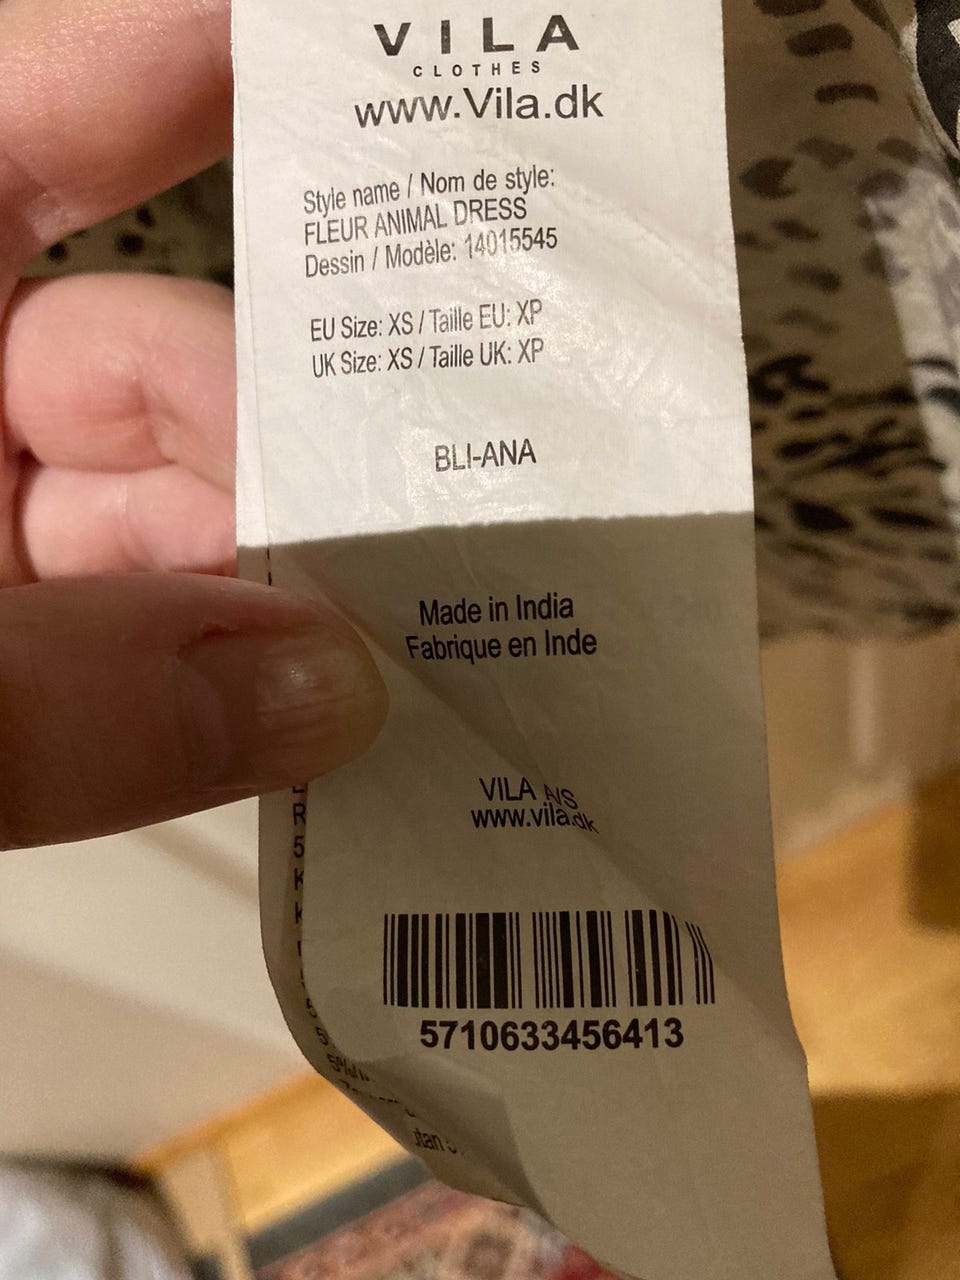 VILA
CLOTHES
www.Vila.dk
Style name / Nom de style:
FLEUR ANIMAL DRESS
Dessin / Modèle: 14015545
EU Size: XS / Taille EU: XP
UK Size: XS / Taille UK: XP
BLI-ANA
Made in India
Fabrique en Inde
VILA A/S
www.vila.dk
5710633456413